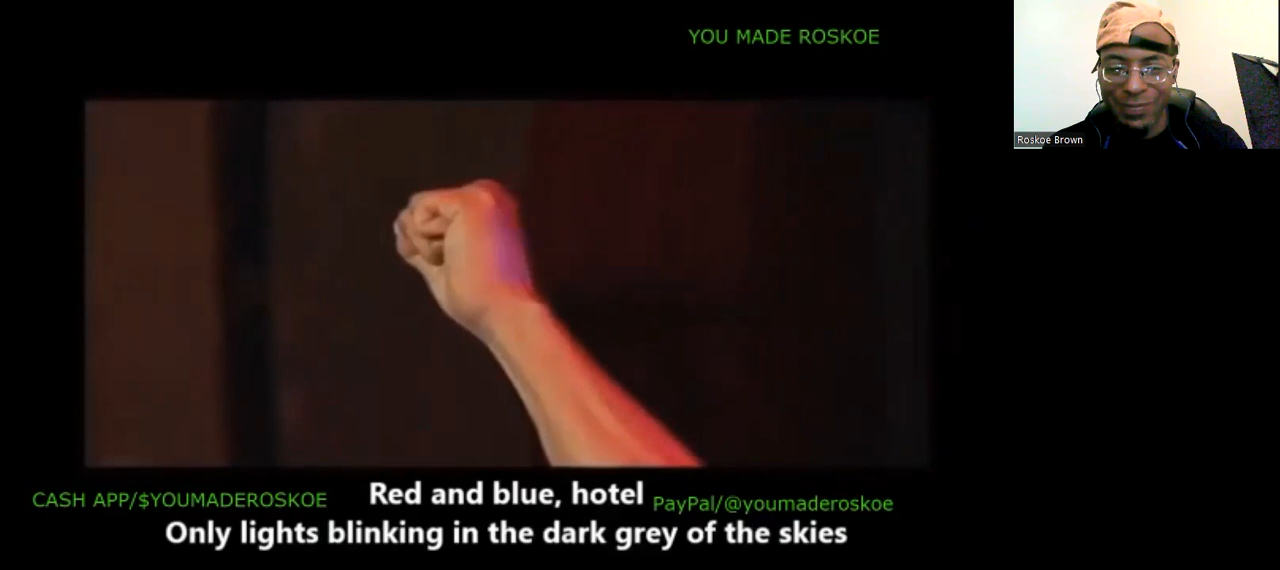 YOU MADE ROSKOE
Roskoe Brown
CASH APP/$YOUMADEROSKOE
Red and blue, hotel
PayPal/@youmaderoskoe
Only lights blinking in the dark grey of the skies